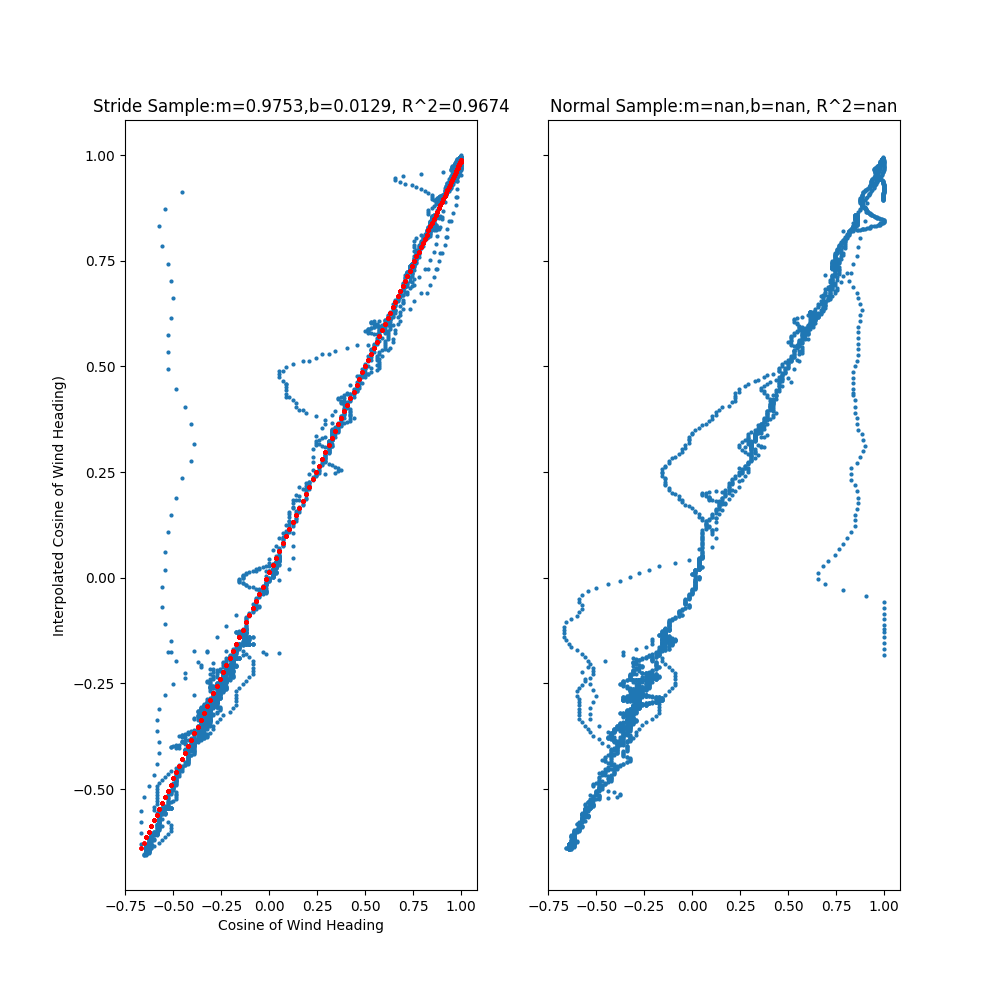 Stride Sample:m=0.9753,b=0.0129, R^2=0.9674
Normal Sample:m=nan,b=nan, R^2=nan
Interpolated Cosine of Wind Heading)
1.00
0.75
0.50
0.25
0.00
−0.25
−0.50
−0.75 −0.50 −0.25 0.00 0.25 0.50 0.75 1.00
Cosine of Wind Heading
−0.75 −0.50 −0.25 0.00 0.25 0.50 0.75 1.00